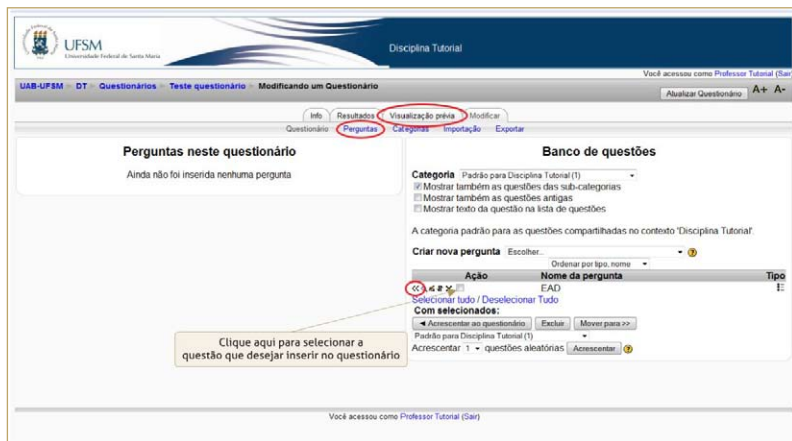 UFSM
Universidade Federal de Santa Maria
Disciplina Tutorial
Você acessou como Professor Tutorial (Sair)
UAB-UFSM DT Questionários Teste questionário Modificando um Questionário
Atualizar Questionário A+ A-
Info Resultados Visualização prévia Modificar
Questionário Perguntas Categorias Importação Exportar
Perguntas neste questionário
Ainda não foi inserida nenhuma pergunta
Banco de questões
Categoria Padrão para Disciplina Tutorial (1)
Mostrar também as questões das sub-categorias
Mostrar também as questões antigas
Mostrar texto da questão na lista de questões
A categoria padrão para as questões compartilhadas no contexto 'Disciplina Tutorial'.
Criar nova pergunta Escolher...
Ordenar por tipo, nome
Ação Nome da pergunta Tipo
EAD
Selecionar tudo / Deselecionar Tudo
Com selecionados:
◄ Acrescentar ao questionário Excluir Mover para >>
Padrão para Disciplina Tutorial (1)
Acrescentar 1 questões aleatórias Acrescentar
Clique aqui para selecionar a
questão que desejar inserir no questionário
Você acessou como Professor Tutorial (Sair)